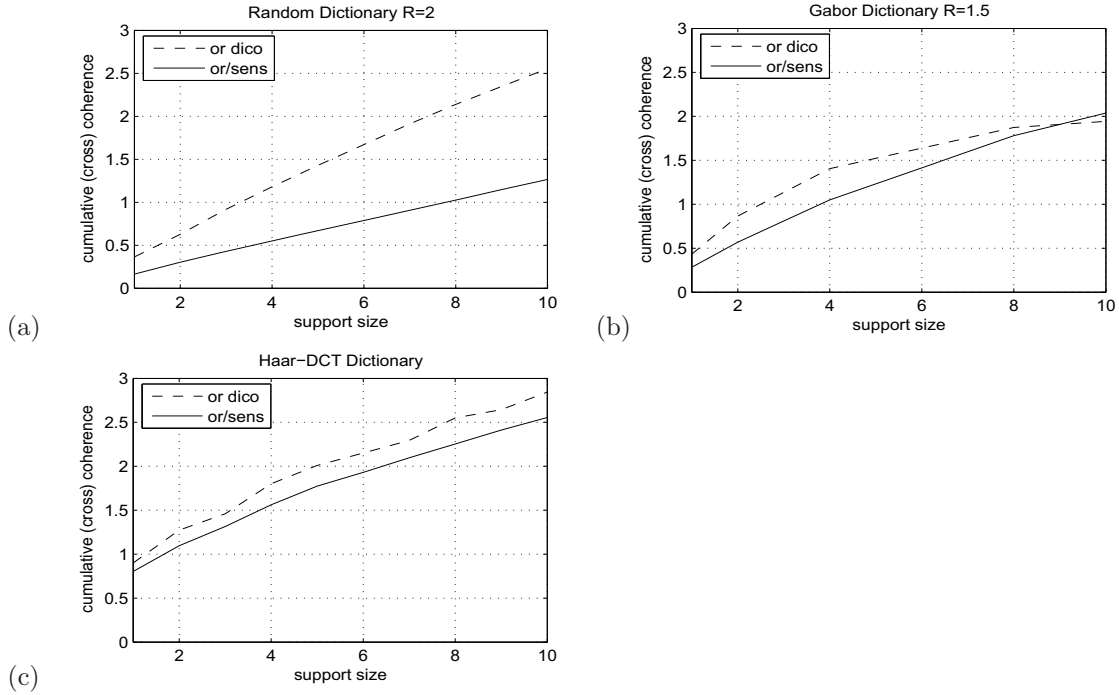 Random Dictionary R=2
3
2.5
2
1.5
1
0.5
0
cumulative (cross) coherence
or dico
or/sens
2 4 6 8 10
support size
(a)
Gabor Dictionary R=1.5
3
2.5
2
1.5
1
0.5
0
cumulative (cross) coherence
or dico
or/sens
2 4 6 8 10
support size
(b)
Haar−DCT Dictionary
3
2.5
2
1.5
1
0.5
0
cumulative (cross) coherence
or dico
or/sens
2 4 6 8 10
support size
(c)